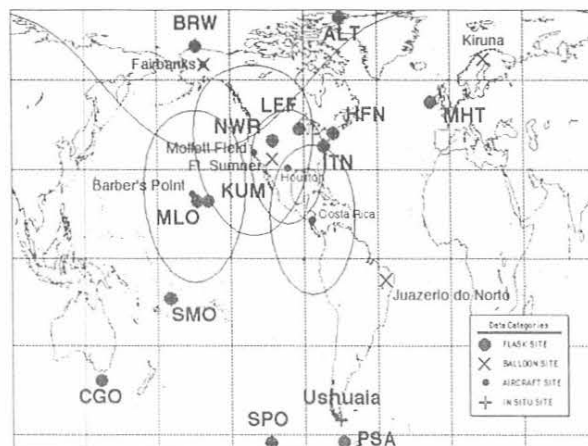 BRW
ALT
Kiruna
Fairbanks
LEF
HFN
MHT
NWR
Moffett Field
ITN
Ft. Sumner
Houston
Barber's Point
KUM
MLO
Costa Rica
Juazerio do Norto
SMO
Data Categories
FLASK SITE
BALLOON SITE
AIRCRAFT SITE
IN SITU SITE
CGO
Ushuaia
SPO
PSA